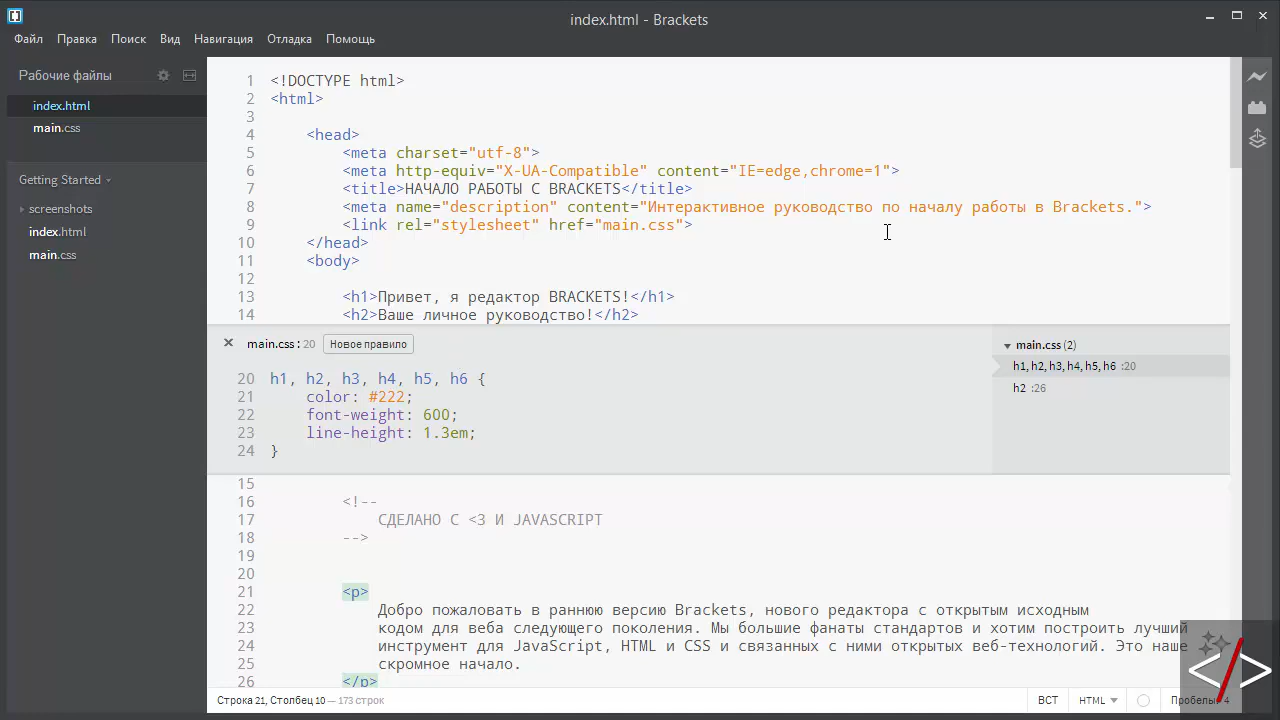 index.html - Brackets
Файл Правка Поиск Вид Навигация Отладка Помощь
Рабочие файлы
index.html
main.css
Getting Started
screenshots
index.html
main.css
1 <!DOCTYPE html>
2 <html>
3
4 <head>
5 <meta charset="utf-8">
6 <meta http-equiv="X-UA-Compatible" content="IE=edge,chrome=1">
7 <title>НАЧАЛО РАБОТЫ С BRACKETS</title>
8 <meta name="description" content="Интерактивное руководство по началу работы в Brackets.">
9 <link rel="stylesheet" href="main.css">
10 </head>
11 <body>
12
13 <h1>Привет, я редактор BRACKETS!</h1>
14 <h2>Ваше личное руководство!</h2>
× main.css : 20 Новое правило
20 h1, h2, h3, h4, h5, h6 {
21 color: #222;
22 font-weight: 600;
23 line-height: 1.3em;
24 }
main.css (2)
h1, h2, h3, h4, h5, h6 :20
h2 :26
15
16 <!--
17 СДЕЛАНО С <3 И JAVASCRIPT
18 -->
19
20
21 <p>
22 Добро пожаловать в раннюю версию Brackets, нового редактора с открытым исходным
23 кодом для веба следующего поколения. Мы большие фанаты стандартов и хотим построить лучший
24 инструмент для JavaScript, HTML и CSS и связанных с ними открытых веб-технологий. Это наше
25 скромное начало.
26 </p>
Строка 21, Столбец 10 — 173 строк
ВСТ HTML Пробелы: 4
</>